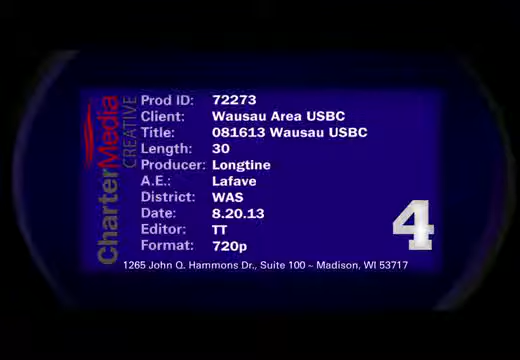 CharterMedia
CREATIVE
Prod ID: 72273
Client: Wausau Area USBC
Title: 081613 Wausau USBC
Length: 30
Producer: Longtine
A.E.: Lafave
District: WAS
Date: 8.20.13
Editor: TT
Format: 720p
4
1265 John Q. Hammons Dr., Suite 100 ~ Madison, WI 53717